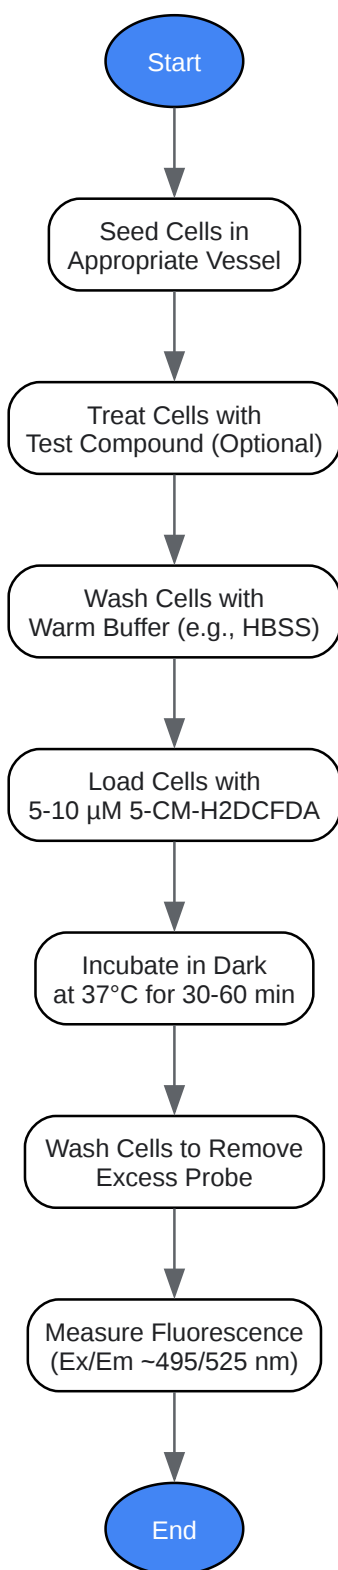 Start
Seed Cells in
Appropriate Vessel
Treat Cells with
Test Compound (Optional)
Wash Cells with
Warm Buffer (e.g., HBSS)
Load Cells with
5-10 µM 5-CM-H2DCFDA
Incubate in Dark
at 37°C for 30-60 min
Wash Cells to Remove
Excess Probe
Measure Fluorescence
(Ex/Em ~495/525 nm)
End